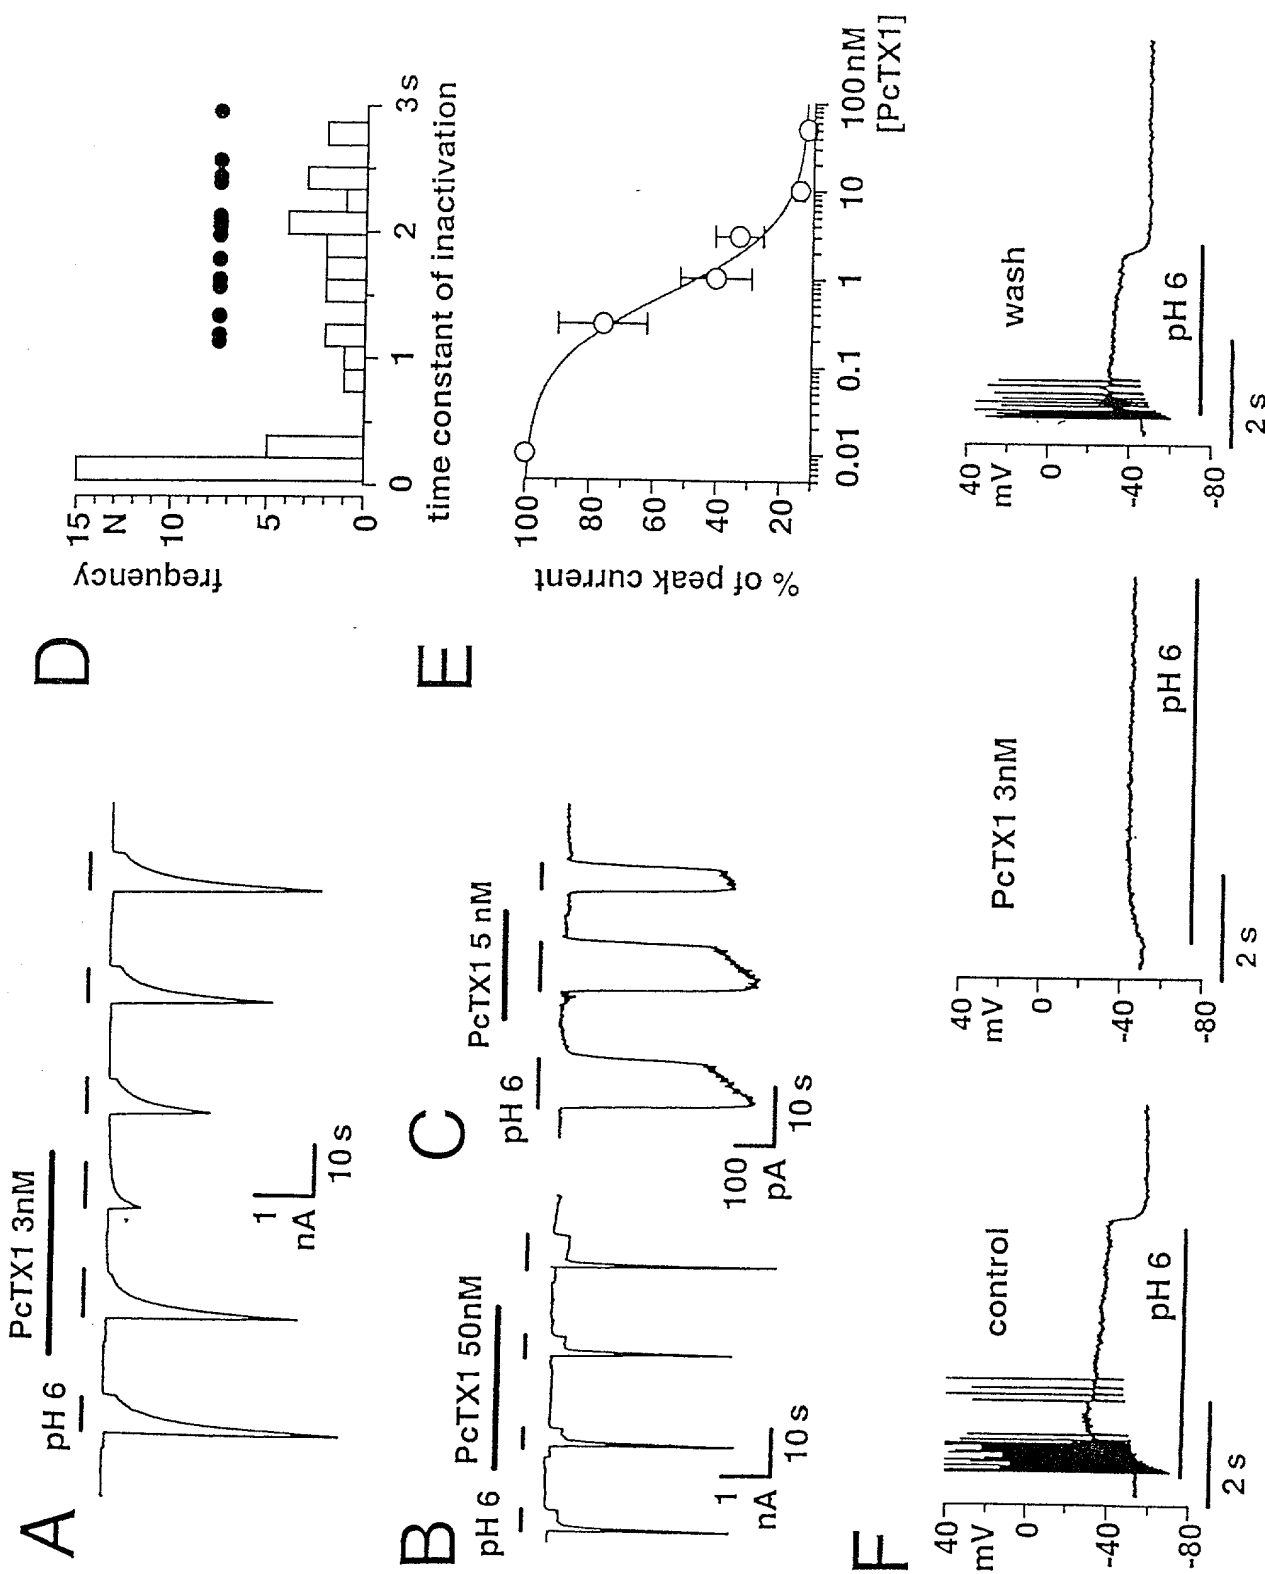 A
PcTX1 3nM
pH 6
1
nA
10 s
B
PcTX1 50nM
pH 6
1
nA
10s
C
PcTX1 5 nM
pH 6
100
pA
10 s
D
frequency
15
N
10
5
0
0
1
2
3 s
time constant of inactivation
E
% of peak current
100
80
60
40
20
0.01
0.1
1
10
100 nM
[PcTX1]
F
control
40
mV
0
-40
-80
pH 6
2 s
PcTX1 3nM
40
mV
0
-40
-80
pH 6
2 s
wash
40
mV
0
-40
-80
pH 6
2 s